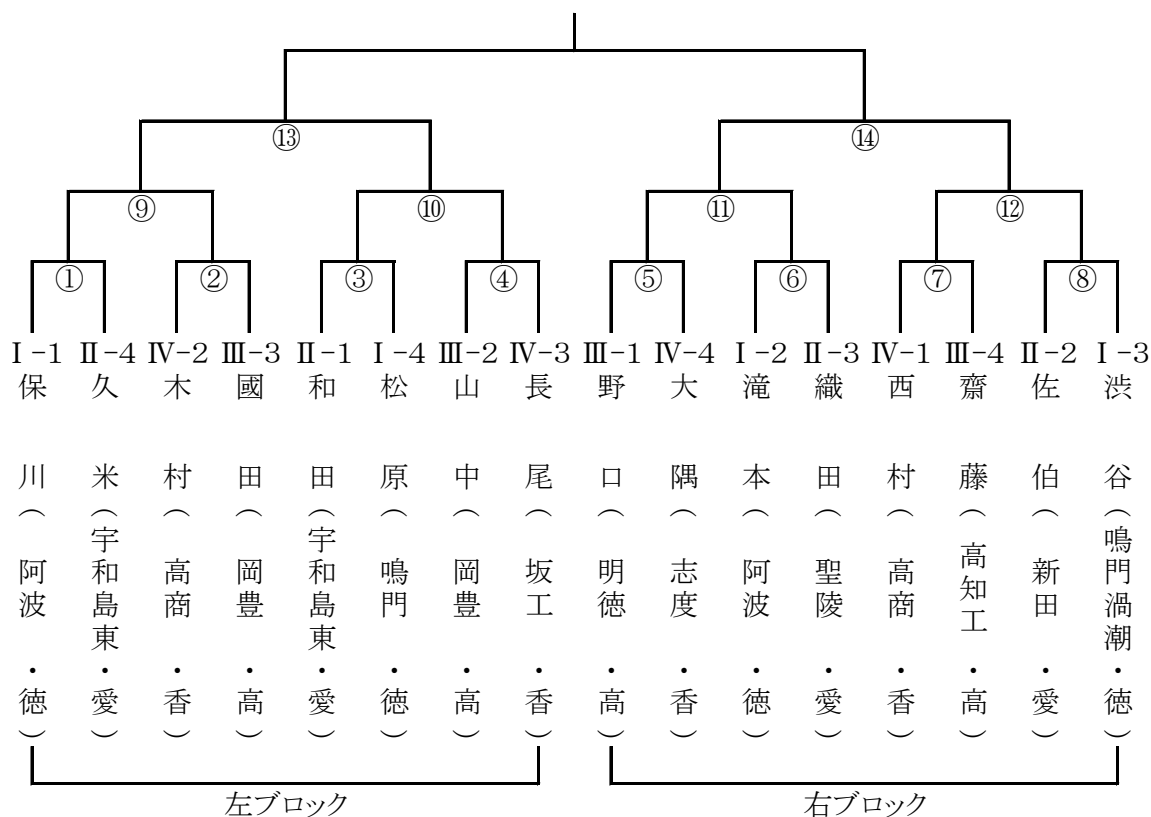 ⑬ ⑭
⑨ ⑩ ⑪ ⑫
① ② ③ ④ ⑤ ⑥ ⑦ ⑧
Ⅰ-1 Ⅱ-4 Ⅳ-2 Ⅲ-3 Ⅱ-1 Ⅰ-4 Ⅲ-2 Ⅳ-3 Ⅲ-1 Ⅳ-4 Ⅰ-2 Ⅱ-3 Ⅳ-1 Ⅲ-4 Ⅱ-2 Ⅰ-3
保川(阿波・徳)
久米(宇和島東・愛)
木村(高商・香)
國田(岡豊・高)
和田(宇和島東・愛)
松原(鳴門・徳)
山中(岡豊・高)
長尾(坂工・香)
野口(明徳・高)
大隅(志度・香)
滝本(阿波・徳)
織田(聖陵・愛)
西村(高商・香)
齋藤(高知工・高)
佐伯(新田・愛)
渋谷(鳴門渦潮・徳)
左ブロック 右ブロック